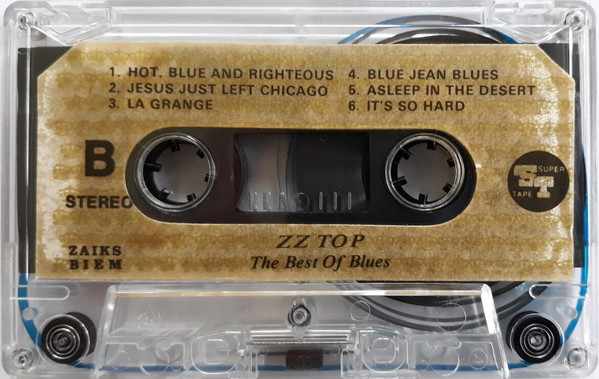 1. HOT, BLUE AND RIGHTEOUS
2. JESUS JUST LEFT CHICAGO
3. LA GRANGE
4. BLUE JEAN BLUES
5. ASLEEP IN THE DESERT
6. IT'S SO HARD
B
STEREO
SUPER
ST
TAPE
ZAIKS
BIEM
ZZ TOP
The Best Of Blues